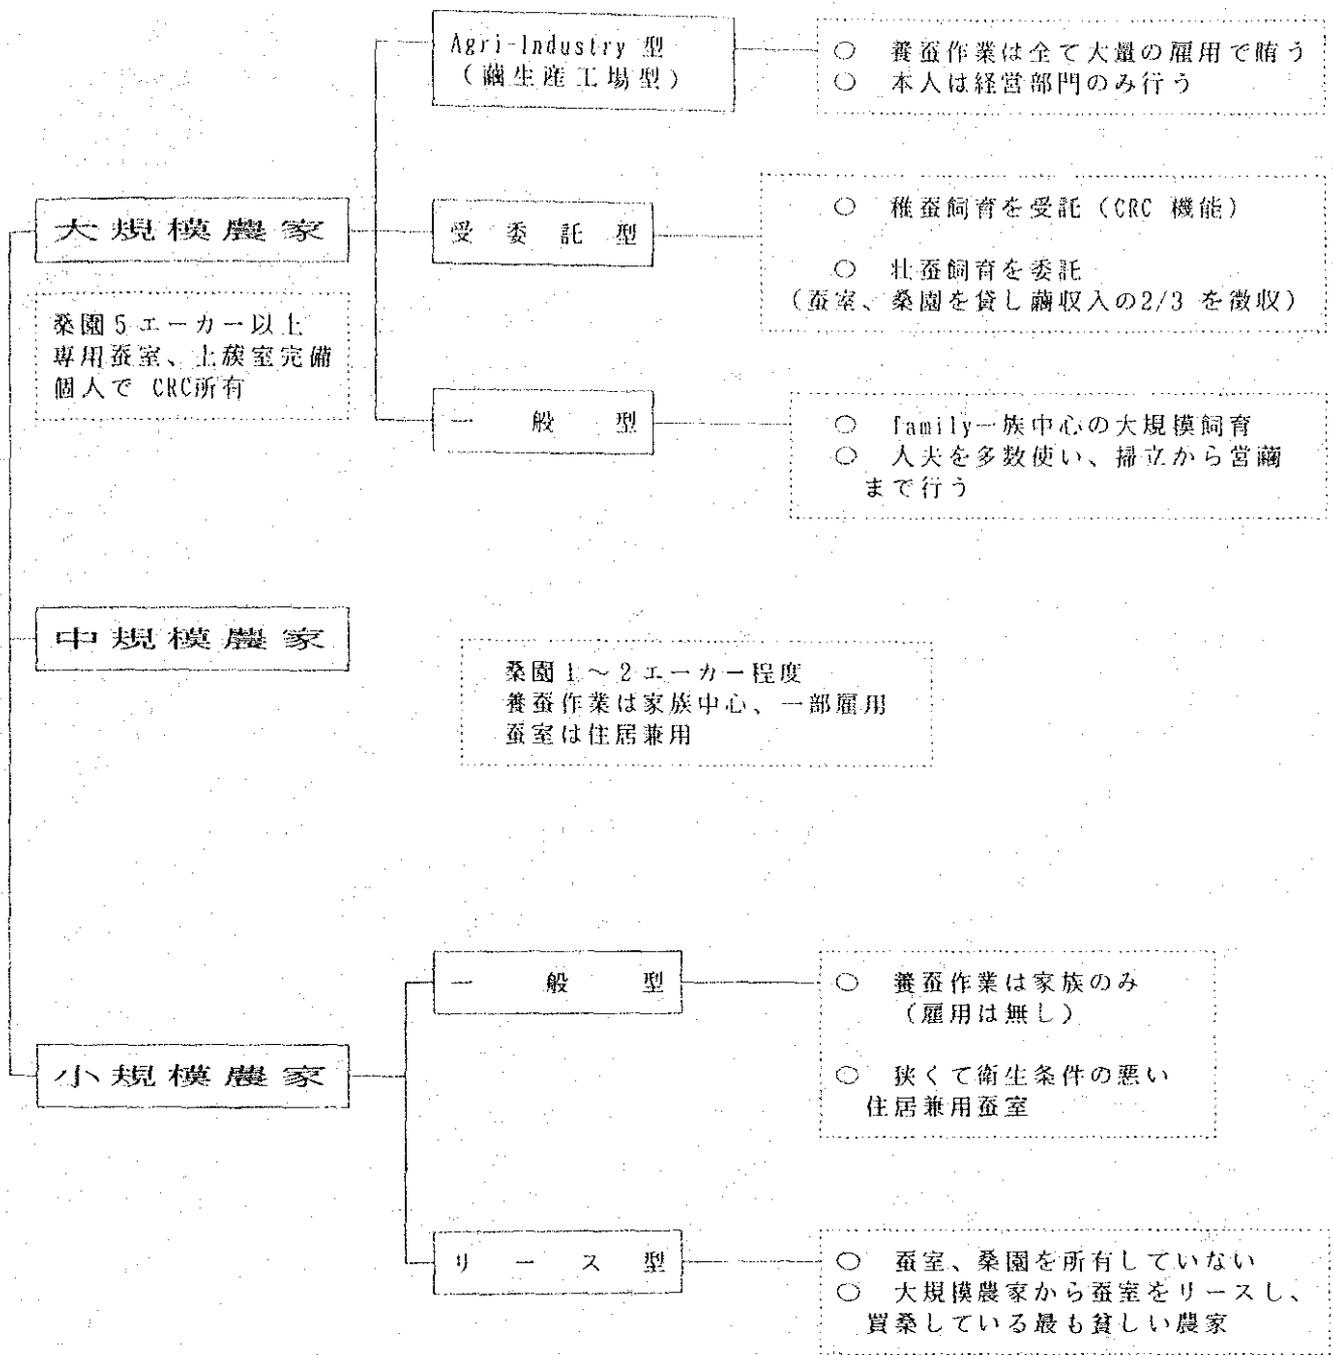 Agri-Industry 型
（繭生産工場型）
○ 養蚕作業は全て大量の雇用で賄う
○ 本人は経営部門のみ行う
大規模農家
桑園5エーカー以上
専用蚕室、上蔟室完備
個人で CRC所有
受委託型
○ 稚蚕飼育を受託（CRC 機能）
○ 壮蚕飼育を委託
（蚕室、桑園を貸し繭収入の2/3 を徴収）
一般型
○ family一族中心の大規模飼育
○ 人夫を多数使い、掃立から営繭
まで行う
中規模農家
桑園1～2エーカー程度
養蚕作業は家族中心、一部雇用
蚕室は住居兼用
小規模農家
一般型
○ 養蚕作業は家族のみ
（雇用は無し）
○ 狭くて衛生条件の悪い
住居兼用蚕室
リース型
○ 蚕室、桑園を所有していない
○ 大規模農家から蚕室をリースし、
買桑している最も貧しい農家